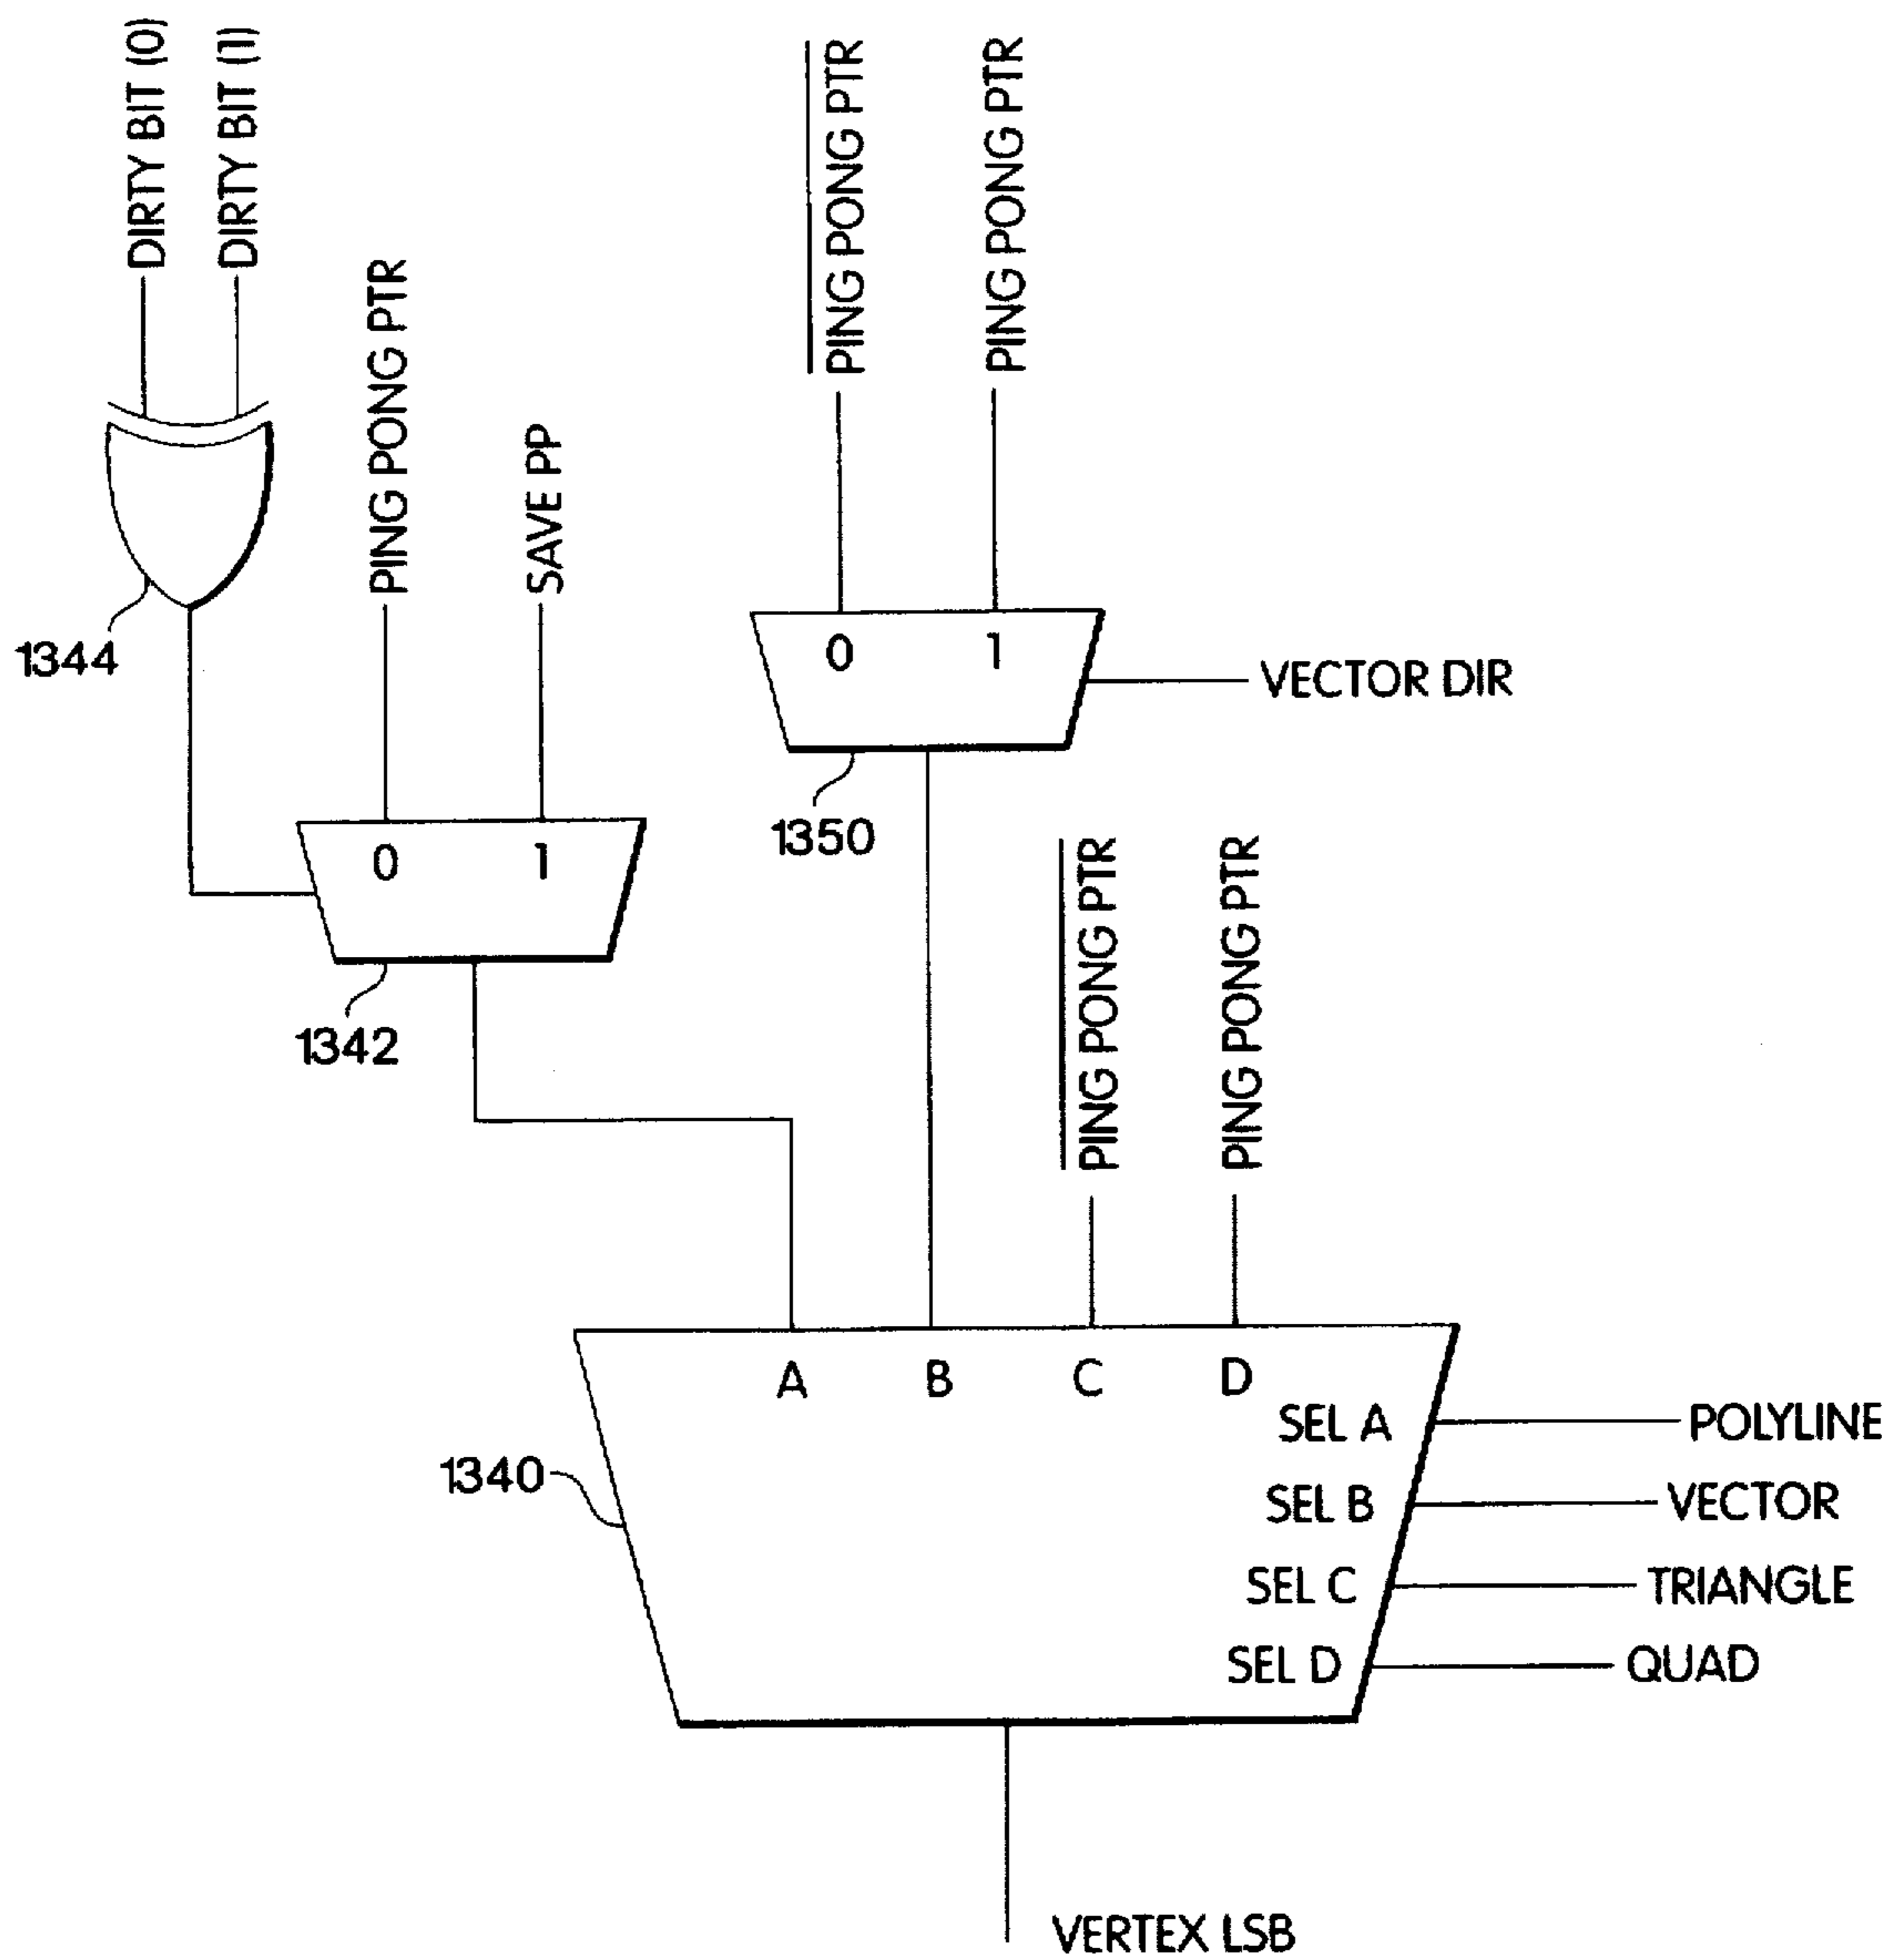 DIRTY BIT (0)
DIRTY BIT (1)
PING PONG PTR
PING PONG PTR
PING PONG PTR
SAVE PP
1344
0
1
VECTOR DIR
1350
0
1
1342
PING PONG PTR
PING PONG PTR
A
B
C
D
SEL A
POLYLINE
1340
SEL B
VECTOR
SEL C
TRIANGLE
SEL D
QUAD
VERTEX LSB